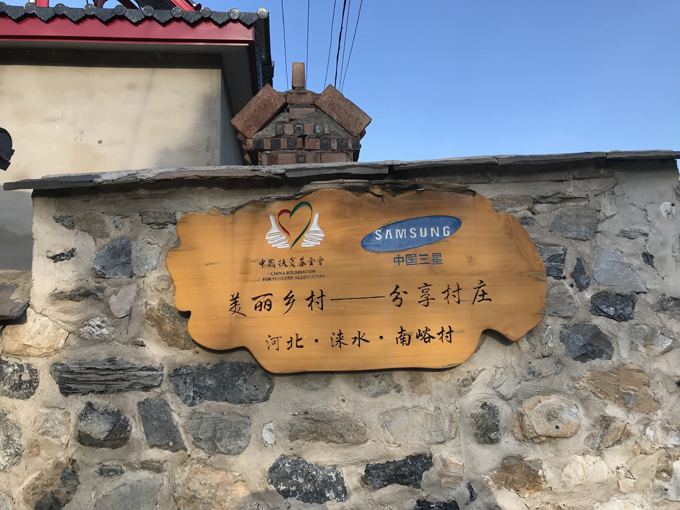 中国扶贫基金会
CHINA FOUNDATION
FOR POVERTY ALLEVIATION
SAMSUNG
中国三星
美丽乡村——分享村庄
河北·涞水·南峪村